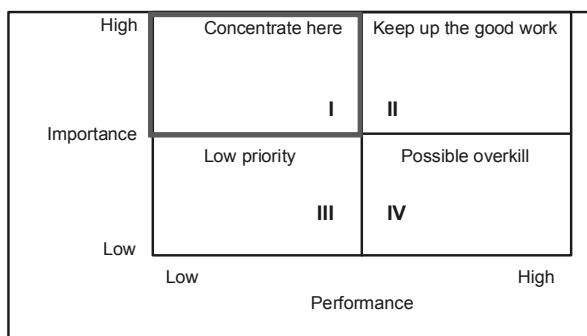 High
Concentrate here
Keep up the good work
I
II
Importance
Low priority
Possible overkill
III
IV
Low
Low
High
Performance